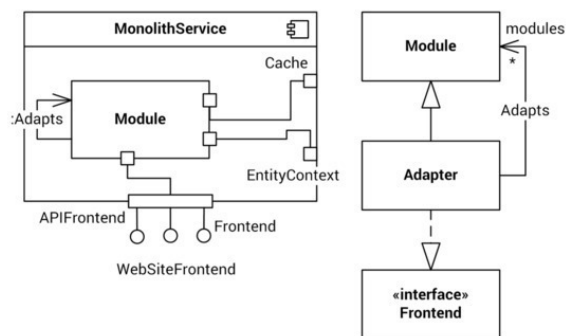 MonolithService
Cache
:Adapts
Module
EntityContext
APIFrontend
Frontend
WebSiteFrontend
Module
modules
*
Adapts
Adapter
«interface»
Frontend